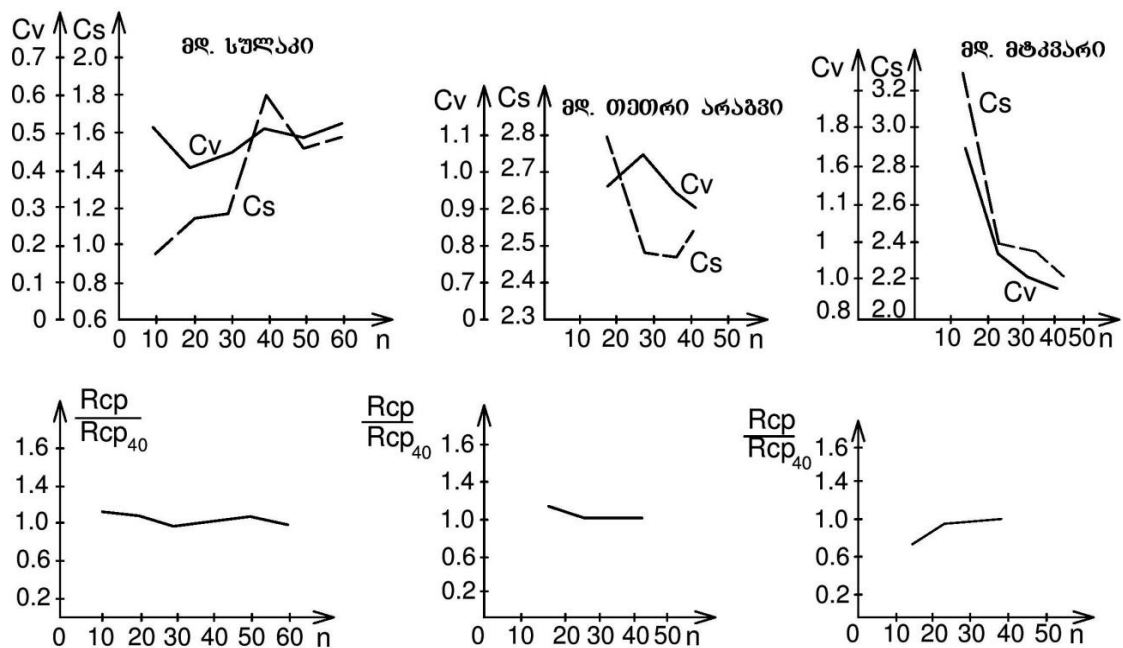 Cv Cs
მდ. სულაკი
0.7 2.0
0.6 1.8
0.5 1.6
0.4 1.4
0.3 1.2
0.2 1.0
0.1 0.8
0 0.6
Cv
Cs
0 10 20 30 40 50 60 n
Cv Cs
მდ. თეთრი არაგვი
1.1 2.8
1.0 2.7
0.9 2.6
0.8 2.5
0.7 2.4
0 2.3
Cv
Cs
10 20 30 40 50 n
Cv Cs
მდ. მტკვარი
3.2
1.8 3.0
1.6 2.8
1.1 2.6
1 2.4
1.0 2.2
0.8 2.0
Cs
Cv
10 20 30 40 50 n
Rcp
Rcp40
1.6
1.4
1.0
0.6
0.2
0 10 20 30 40 50 60 n
Rcp
Rcp40
1.6
1.4
1.0
0.6
0.2
0 10 20 30 40 50 n
Rcp
Rcp40
1.6
1.4
1.0
0.6
0.2
0 10 20 30 40 50 n